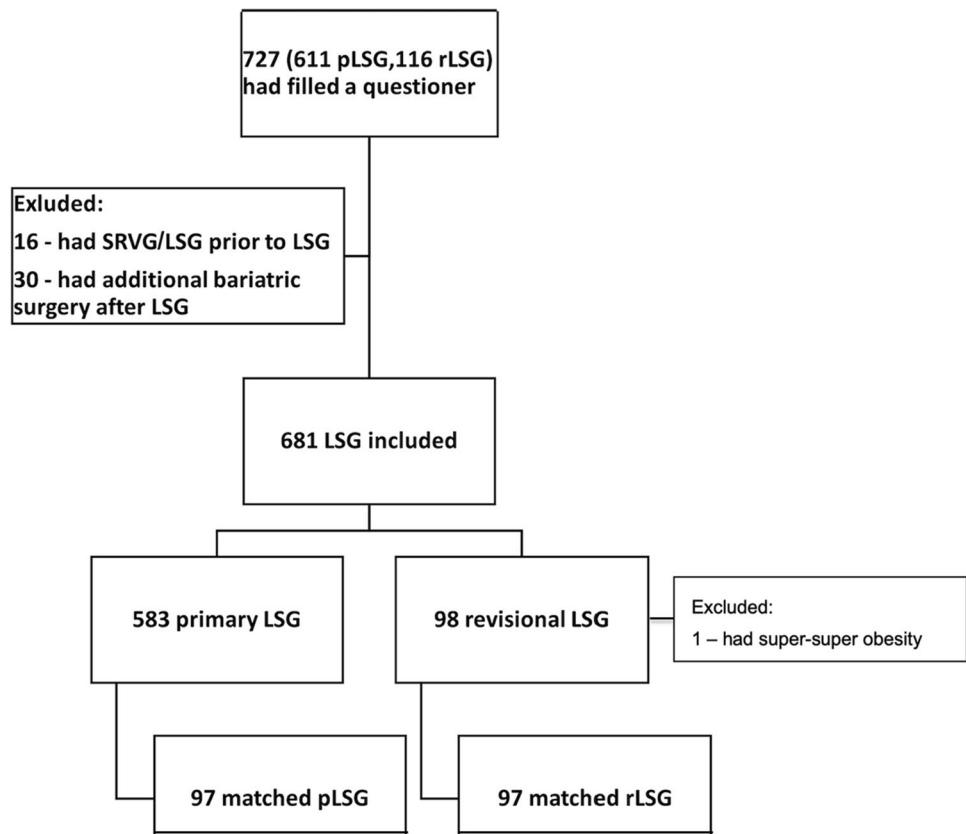 727 (611 pLSG,116 rLSG)
had filled a questioner
Exluded:
16 - had SRVG/LSG prior to LSG
30 - had additional bariatric
surgery after LSG
681 LSG included
583 primary LSG
98 revisional LSG
Excluded:
1 – had super-super obesity
97 matched pLSG
97 matched rLSG